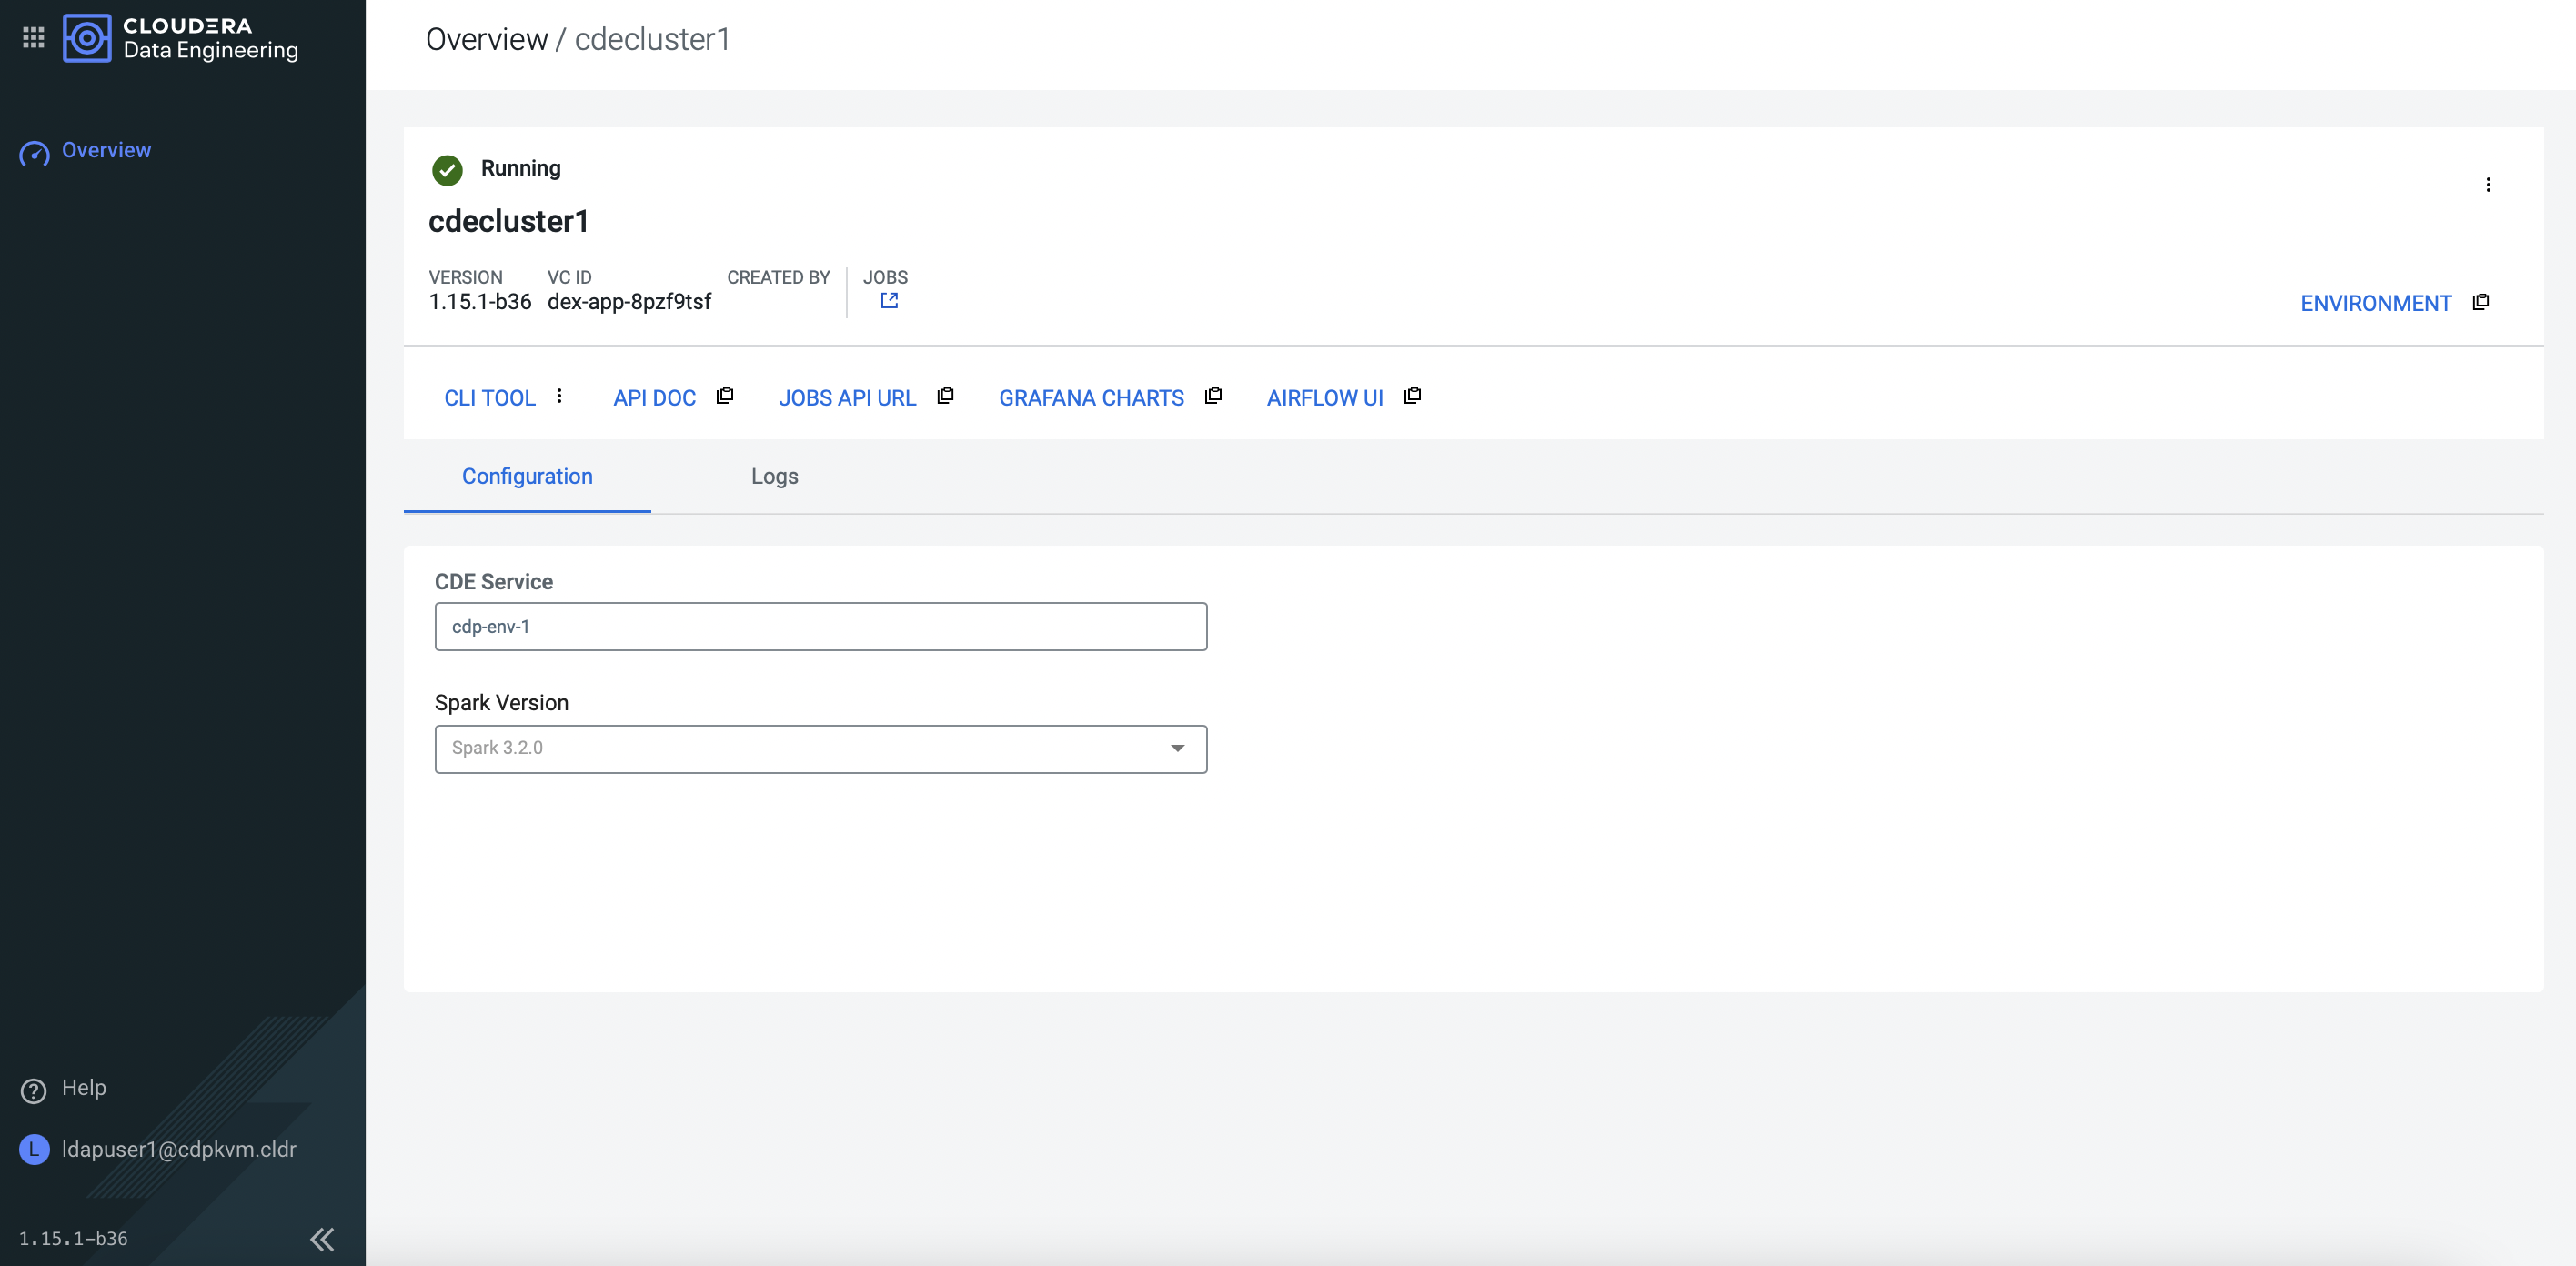 CLOUDERA
Data Engineering
Overview
Help
L ldapuser1@cdpkvm.cldr
1.15.1-b36
Overview / cdecluster1
Running
cdecluster1
VERSION VC ID CREATED BY JOBS
1.15.1-b36 dex-app-8pzf9tsf
ENVIRONMENT
CLI TOOL API DOC JOBS API URL GRAFANA CHARTS AIRFLOW UI
Configuration Logs
CDE Service
cdp-env-1
Spark Version
Spark 3.2.0